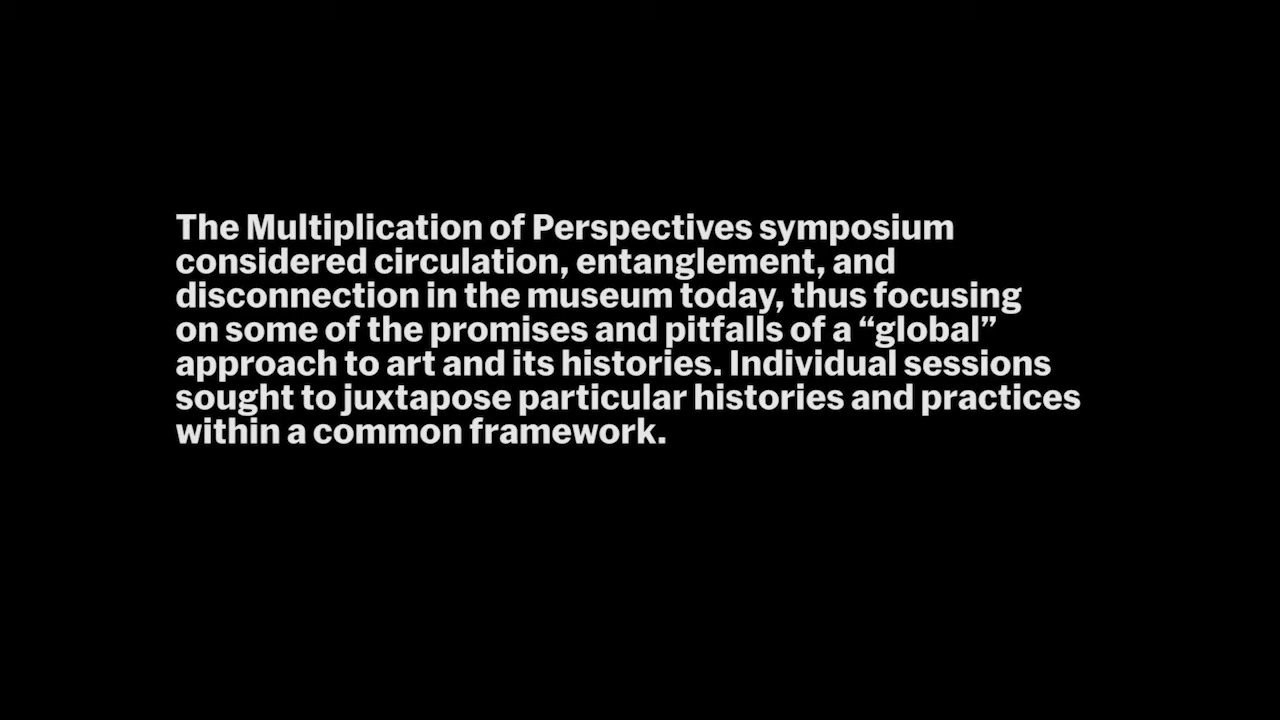 The Multiplication of Perspectives symposium
considered circulation, entanglement, and
disconnection in the museum today, thus focusing
on some of the promises and pitfalls of a “global”
approach to art and its histories. Individual sessions
sought to juxtapose particular histories and practices
within a common framework.